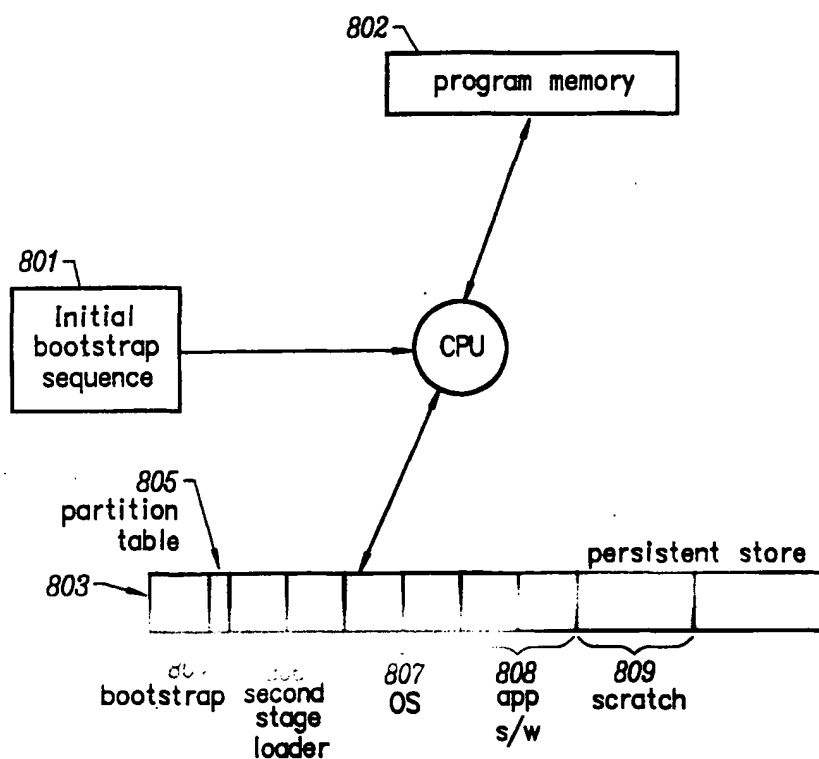 802
program memory
801
Initial
bootstrap
sequence
CPU
805
partition
table
persistent store
803
807
808
809
bootstrap
second
stage
loader
OS
app
s/w
scratch